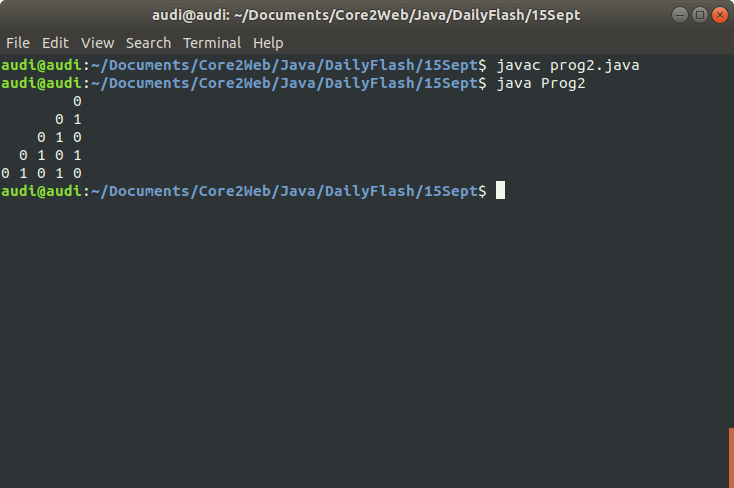 audi@audi: ~/Documents/Core2Web/Java/DailyFlash/15Sept
File Edit View Search Terminal Help
audi@audi:~/Documents/Core2Web/Java/DailyFlash/15Sept$ javac prog2.java
audi@audi:~/Documents/Core2Web/Java/DailyFlash/15Sept$ java Prog2
        0
      0 1
    0 1 0
  0 1 0 1
0 1 0 1 0
audi@audi:~/Documents/Core2Web/Java/DailyFlash/15Sept$